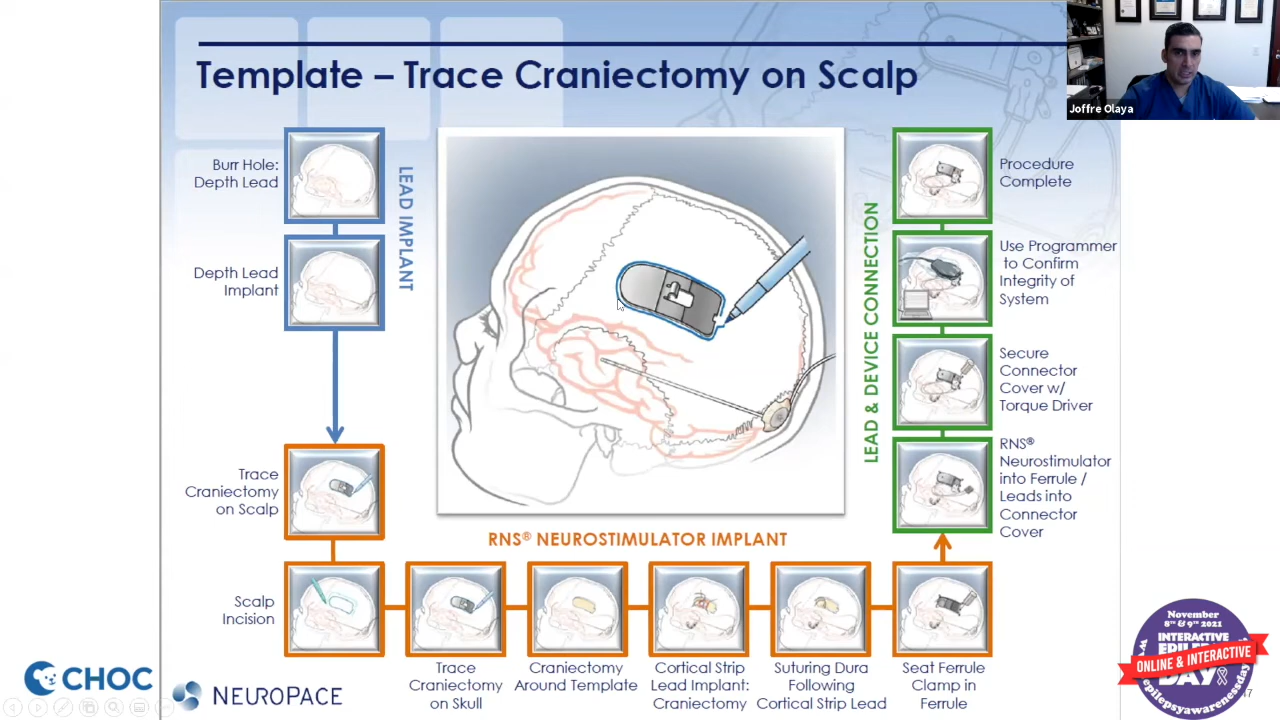 Template – Trace Craniectomy on Scalp
Joffre Olaya
Burr Hole:
Depth Lead
Depth Lead
Implant
LEAD IMPLANT
Trace
Craniectomy
on Scalp
Scalp
Incision
RNS® NEUROSTIMULATOR IMPLANT
Trace
Craniectomy
on Skull
Craniectomy
Around Template
Cortical Strip
Lead Implant:
Craniectomy
Suturing Dura
Following
Cortical Strip Lead
Seat Ferrule
Clamp in
Ferrule
LEAD & DEVICE CONNECTION
Procedure
Complete
Use Programmer
to Confirm
Integrity of
System
Secure
Connector
Cover w/
Torque Driver
RNS®
Neurostimulator
into Ferrule /
Leads into
Connector
Cover
CHOC
NEUROPACE
November
8th & 9th 2021
INTERACTIVE
ONLINE & INTERACTIVE
DAY